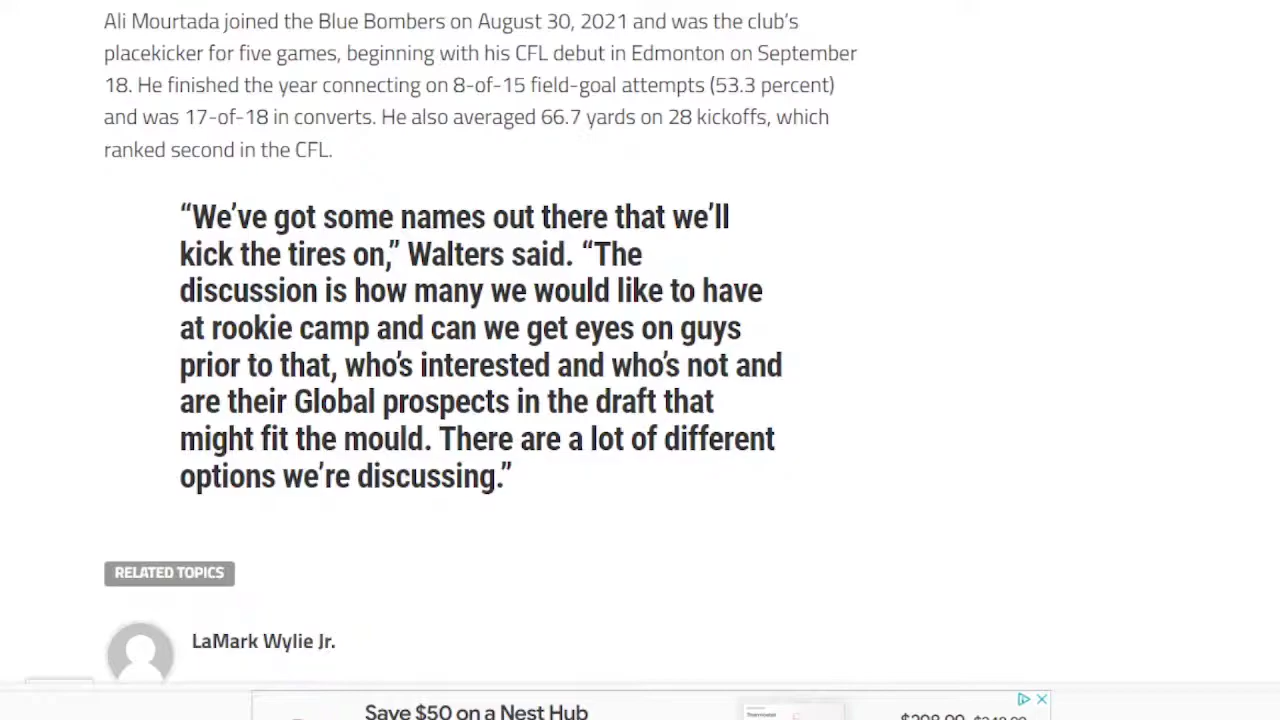 Ali Mourtada joined the Blue Bombers on August 30, 2021 and was the club's
placekicker for five games, beginning with his CFL debut in Edmonton on September
18. He finished the year connecting on 8-of-15 field-goal attempts (53.3 percent)
and was 17-of-18 in converts. He also averaged 66.7 yards on 28 kickoffs, which
ranked second in the CFL.
“We’ve got some names out there that we’ll
kick the tires on,” Walters said. “The
discussion is how many we would like to have
at rookie camp and can we get eyes on guys
prior to that, who’s interested and who’s not and
are their Global prospects in the draft that
might fit the mould. There are a lot of different
options we’re discussing.”
RELATED TOPICS
LaMark Wylie Jr.
Save $50 on a Nest Hub
Thermostat